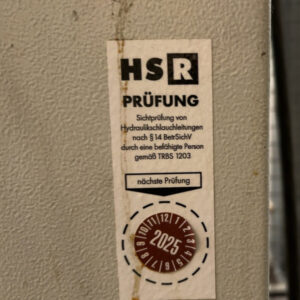 HSR
PRÜFUNG
Sichtprüfung von
Hydraulikschlauchleitungen
nach § 14 BetrSichV
durch eine befähigte Person
gemäß TRBS 1203
nächste Prüfung
2025